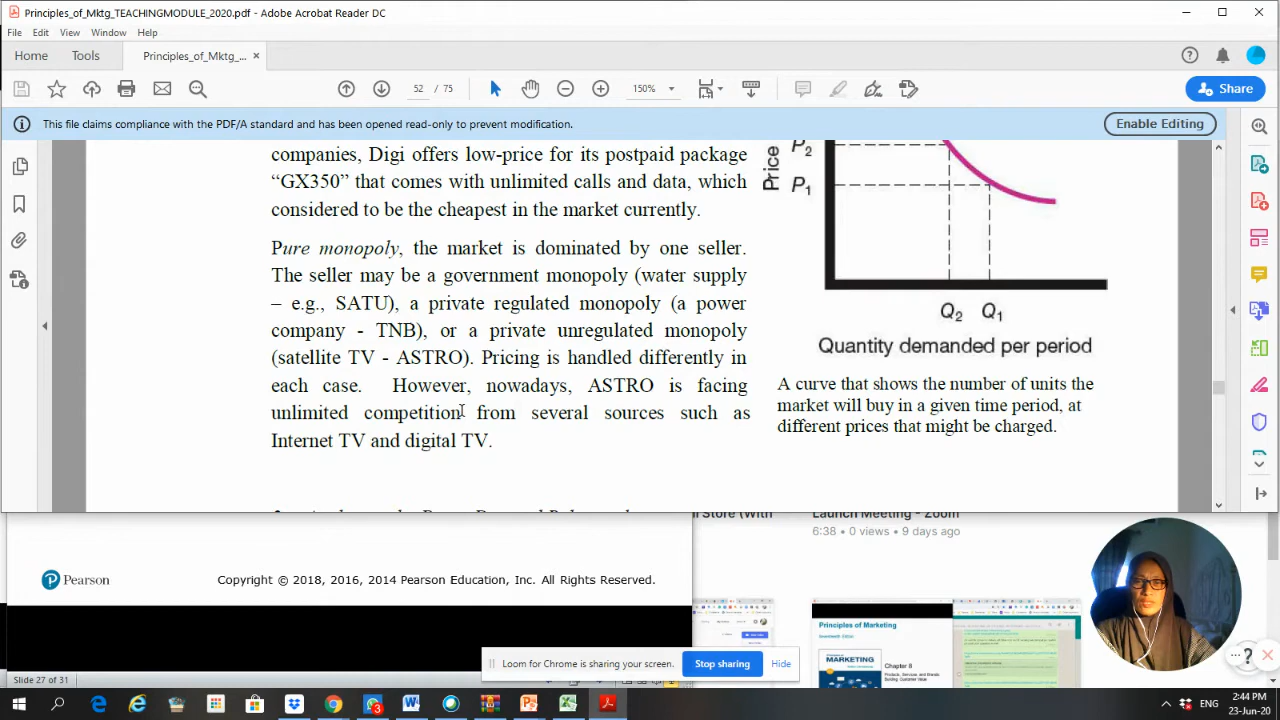 Principles_of_Mktg_TEACHINGMODULE_2020.pdf - Adobe Acrobat Reader DC
File Edit View Window Help
Home Tools Principles_of_Mktg_... ×
52 / 75 150% Share
This file claims compliance with the PDF/A standard and has been opened read-only to prevent modification. Enable Editing
companies, Digi offers low-price for its postpaid package
“GX350” that comes with unlimited calls and data, which
considered to be the cheapest in the market currently.
Pure monopoly, the market is dominated by one seller.
The seller may be a government monopoly (water supply
– e.g., SATU), a private regulated monopoly (a power
company - TNB), or a private unregulated monopoly
(satellite TV - ASTRO). Pricing is handled differently in
each case. However, nowadays, ASTRO is facing
unlimited competition from several sources such as
Internet TV and digital TV.
Price
P2
P1
Q2 Q1
Quantity demanded per period
A curve that shows the number of units the
market will buy in a given time period, at
different prices that might be charged.
Store (With
Launch Meeting - Zoom
6:38 • 0 views • 9 days ago
Pearson
Copyright © 2018, 2016, 2014 Pearson Education, Inc. All Rights Reserved.
Principles of Marketing
MARKETING
Chapter 8
Loom for Chrome is sharing your screen. Stop sharing Hide
Slide 27 of 31
ENG
2:44 PM
23-Jun-20